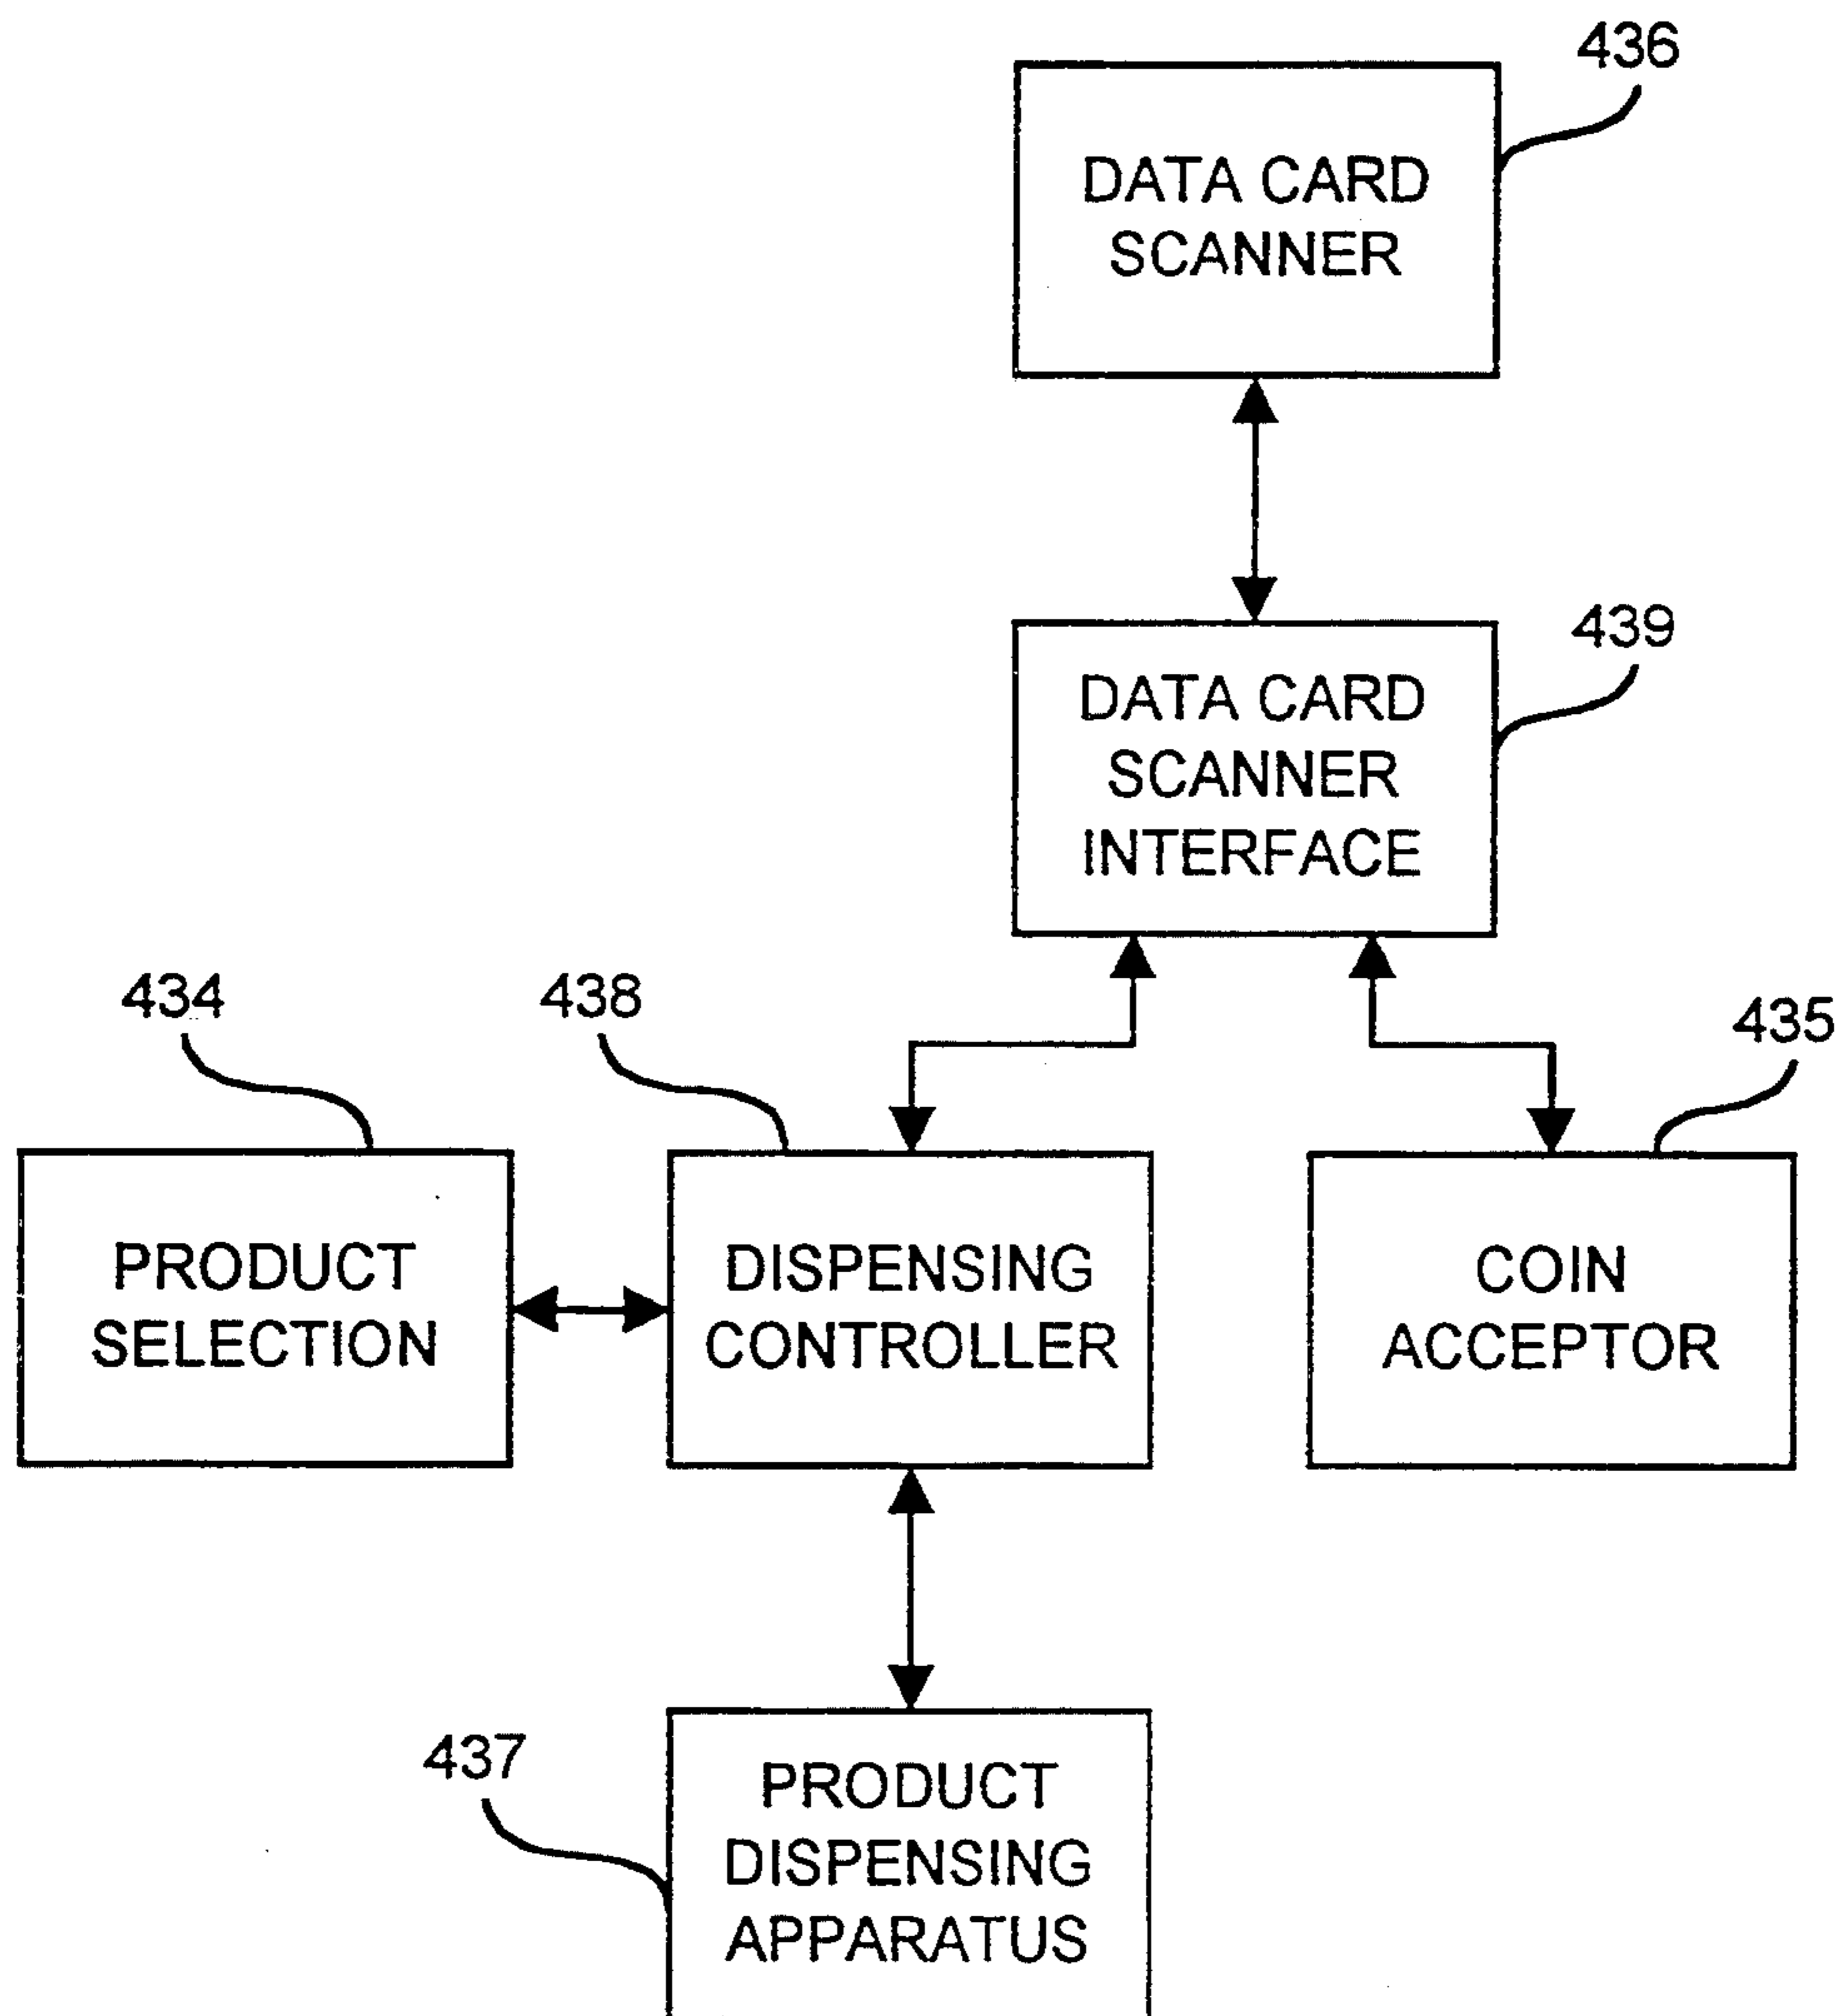 436
DATA CARD
SCANNER
439
DATA CARD
SCANNER
INTERFACE
434
438
435
PRODUCT
SELECTION
DISPENSING
CONTROLLER
COIN
ACCEPTOR
437
PRODUCT
DISPENSING
APPARATUS